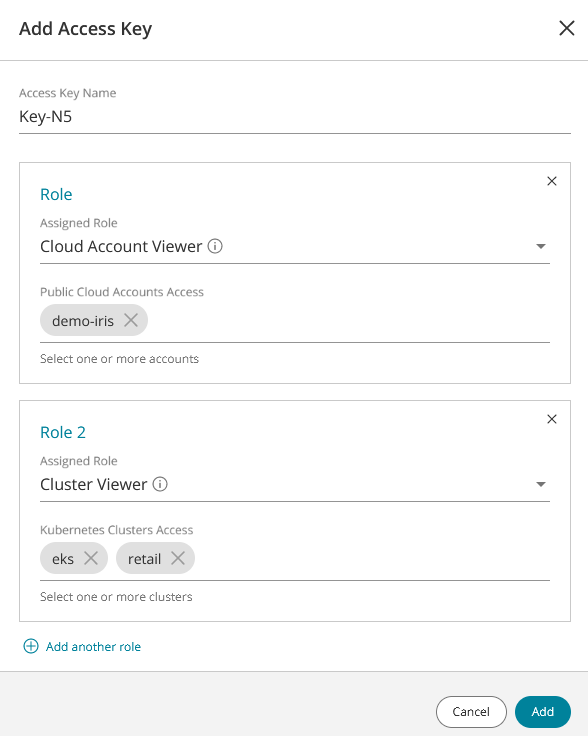 Add Access Key
Access Key Name
Key-N5
Role
Assigned Role
Cloud Account Viewer
Public Cloud Accounts Access
demo-iris
Select one or more accounts
Role 2
Assigned Role
Cluster Viewer
Kubernetes Clusters Access
eks retail
Select one or more clusters
Add another role
Cancel Add